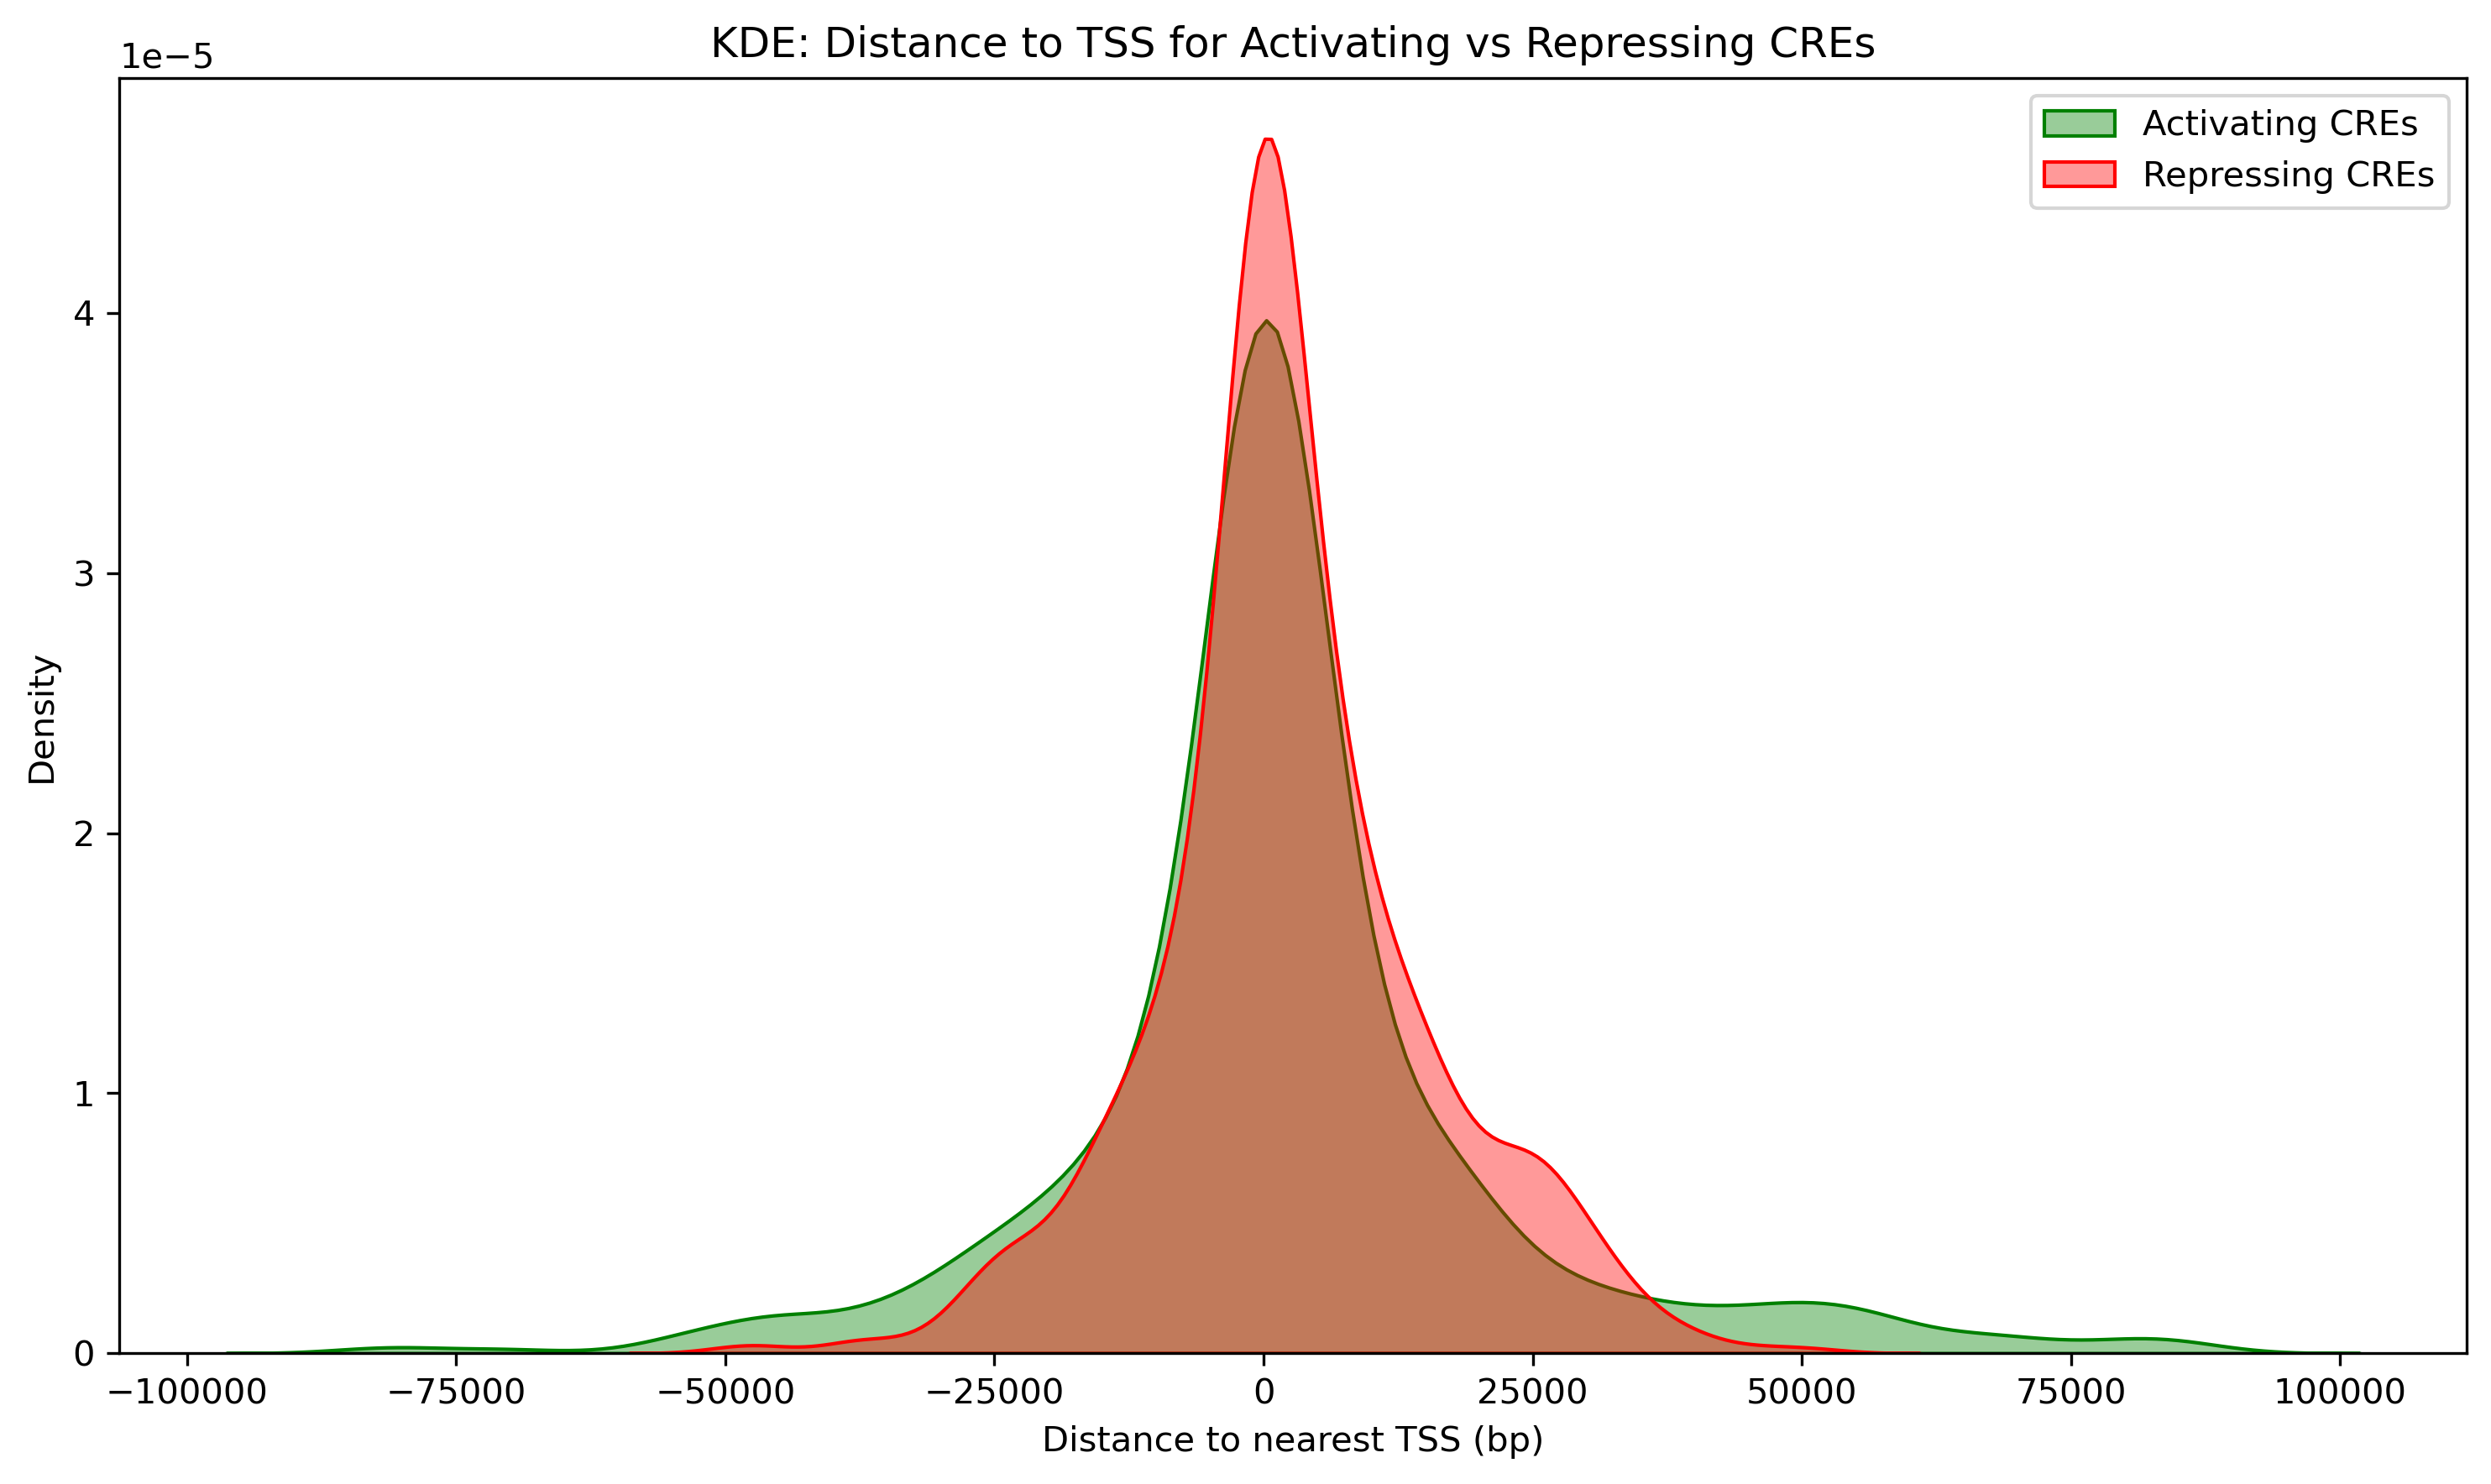 KDE: Distance to TSS for Activating vs Repressing CREs
1e−5
Activating CREs
Repressing CREs
4
3
2
1
0
Density
−100000 −75000 −50000 −25000 0 25000 50000 75000 100000
Distance to nearest TSS (bp)